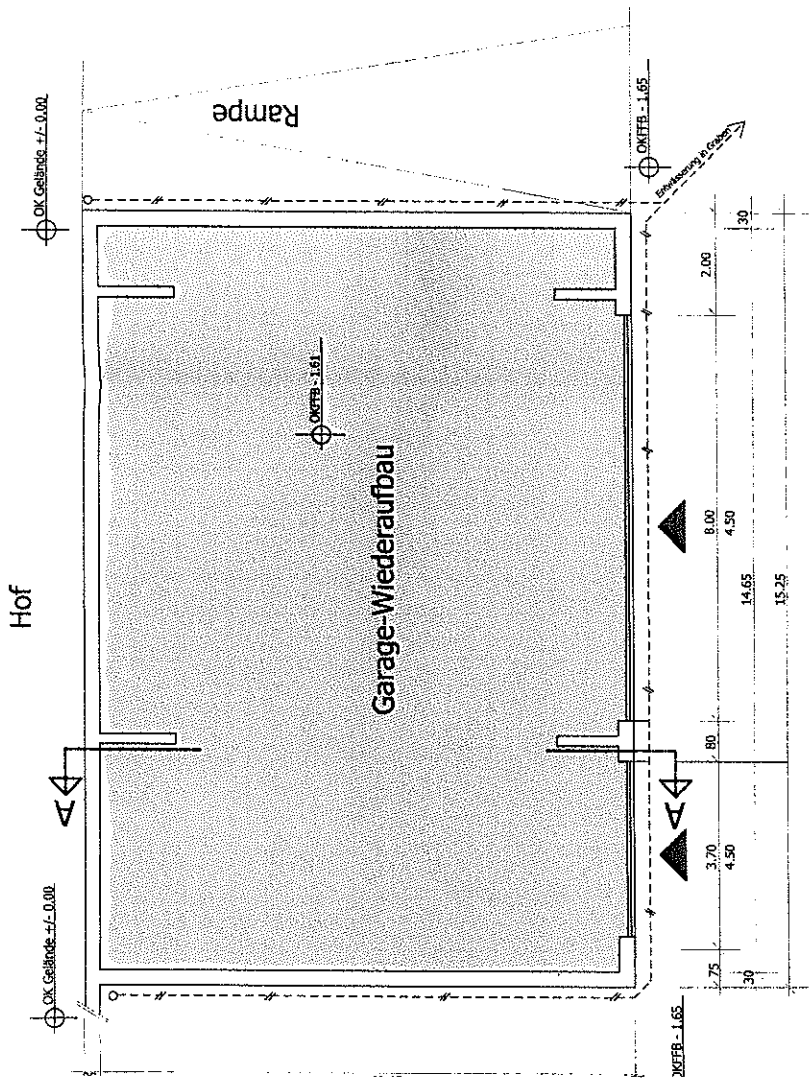 Hof
OK Gelände +/- 0.00
OK Gelände +/- 0.00
Rampe
OKFFB - 1.65
Entwässerung in Graben
OKFFB - 1.61
Garage-Wiederaufbau
A
A
OKFFB - 1.65
75
3.70
4.50
80
8.00
4.50
2.00
30
14.65
30
15.25